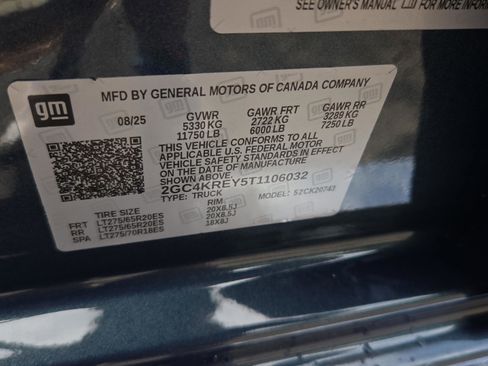 SEE OWNER'S MANUAL FOR MORE INFORM
gm
MFD BY GENERAL MOTORS OF CANADA COMPANY
08/25 GVWR GAWR FRT GAWR RR
5330 KG 2722 KG 3289 KG
11750 LB 6000 LB 7250 LB
THIS VEHICLE CONFORMS TO ALL
APPLICABLE U.S. FEDERAL MOTOR
VEHICLE SAFETY STANDARDS IN EFFECT
ON THE DATE OF MANUFACTURE
SHOWN ABOVE.
2GC4KREY5T1106032
TYPE: TRUCK MODEL: S2CK20743
TIRE SIZE RIM
FRT LT275/65R20ES 20X8.5J
RR LT275/65R20ES 20X8.5J
SPA LT275/70R18ES 18X8J